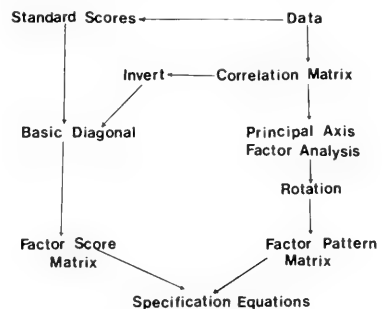 Standard Scores Data
Invert Correlation Matrix
Basic Diagonal Principal Axis
Factor Analysis
Rotation
Factor Score Factor Pattern
Matrix Matrix
Specification Equations